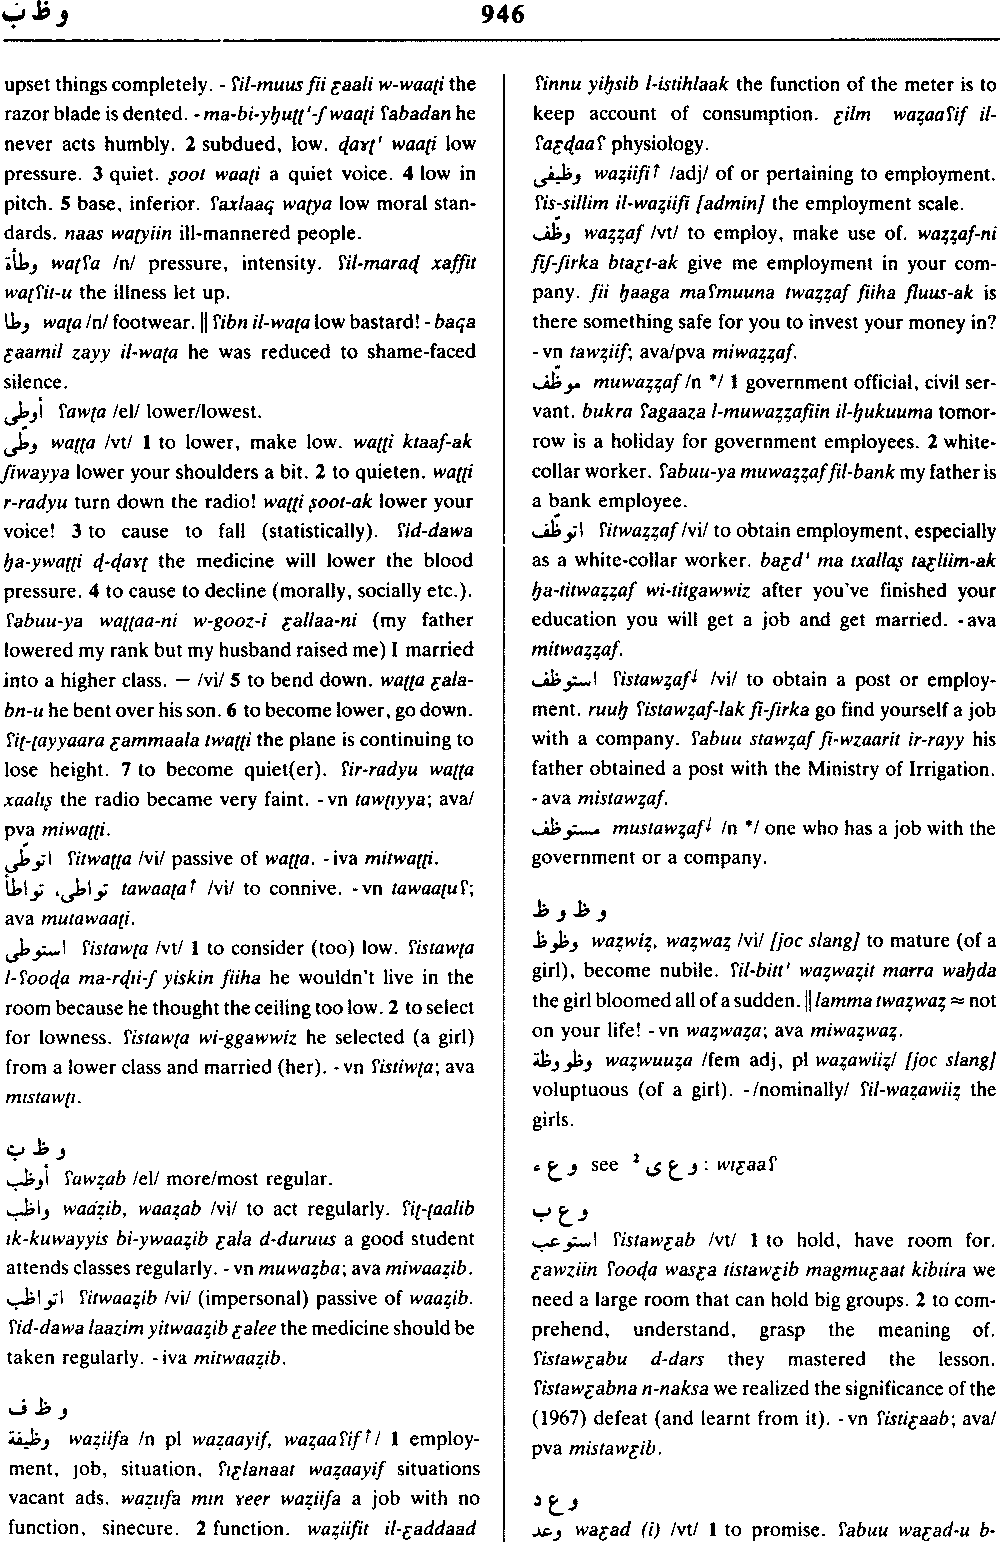 و ظ ب
946
upset things completely. - ʕil-muus fii ɛaali w-waaṭi the
razor blade is dented. - ma-bi-yḥuṭṭ'-ʃ waaṭi ʕabadan he
never acts humbly. 2 subdued, low. ḍaɣṭ' waaṭi low
pressure. 3 quiet. ṣoot waaṭi a quiet voice. 4 low in
pitch. 5 base, inferior. ʕaxlaaq waṭya low moral stan-
dards. naas waṭyiin ill-mannered people.
وطأة waṭʕa /n/ pressure, intensity. ʕil-maraḍ xaffit
waṭʕit-u the illness let up.
وطا waṭa /n/ footwear. || ʕibn il-waṭa low bastard! - baqa
ɛaamil zayy il-waṭa he was reduced to shame-faced
silence.
أوطى ʕawṭa /el/ lower/lowest.
وطّى waṭṭa /vt/ 1 to lower, make low. waṭṭi ktaaf-ak
ʃiwayya lower your shoulders a bit. 2 to quieten. waṭṭi
r-radyu turn down the radio! waṭṭi ṣoot-ak lower your
voice! 3 to cause to fall (statistically). ʕid-dawa
ḥa-ywaṭṭi ḍ-ḍaɣṭ the medicine will lower the blood
pressure. 4 to cause to decline (morally, socially etc.).
ʕabuu-ya waṭṭaa-ni w-gooz-i ɛallaa-ni (my father
lowered my rank but my husband raised me) I married
into a higher class. — /vi/ 5 to bend down. waṭṭa ɛala-
bn-u he bent over his son. 6 to become lower, go down.
ʕiṭ-ṭayyaara ɛammaala twaṭṭi the plane is continuing to
lose height. 7 to become quiet(er). ʕir-radyu waṭṭa
xaaliṣ the radio became very faint. - vn tawṭiyya; ava/
pva miwaṭṭi.
اتوطّى ʕitwaṭṭa /vi/ passive of waṭṭa. - iva mitwaṭṭi.
تواطى، تواطأ tawaaṭa↑ /vi/ to connive. - vn tawaaṭuʕ;
ava mutawaaṭi.
استوطى ʕistawṭa /vt/ 1 to consider (too) low. ʕistawṭa
l-ʕooḍa ma-rḍii-ʃ yiskin fiiha he wouldn't live in the
room because he thought the ceiling too low. 2 to select
for lowness. ʕistawṭa wi-ggawwiz he selected (a girl)
from a lower class and married (her). - vn ʕistiwṭa; ava
mistawṭi.
و ظ ب
أوظب ʕawẓab /el/ more/most regular.
واظب waaẓib, waaẓab /vi/ to act regularly. ʕiṭ-ṭaalib
ik-kuwayyis bi-ywaaẓib ɛala d-duruus a good student
attends classes regularly. - vn muwaẓba; ava miwaaẓib.
اتواظب ʕitwaaẓib /vi/ (impersonal) passive of waaẓib.
ʕid-dawa laazim yitwaaẓib ɛalee the medicine should be
taken regularly. - iva mitwaaẓib.
و ظ ف
وظيفة waẓiifa /n pl waẓaayif, waẓaaʕif↑/ 1 employ-
ment, job, situation. ʕiɛlanaat waẓaayif situations
vacant ads. waẓiifa min ɣeer waẓiifa a job with no
function, sinecure. 2 function. waẓiifit il-ɛaddaad
ʕinnu yiḥsib l-istihlaak the function of the meter is to
keep account of consumption. ɛilm waẓaaʕif il-
ʕaɛḍaaʕ physiology.
وظيفى waẓiifi↑ /adj/ of or pertaining to employment.
ʕis-sillim il-waẓiifi [admin] the employment scale.
وظّف waẓẓaf /vt/ to employ, make use of. waẓẓaf-ni
fiʃ-ʃirka btaɛt-ak give me employment in your com-
pany. fii ḥaaga maʕmuuna twaẓẓaf fiiha fluus-ak is
there something safe for you to invest your money in?
- vn tawẓiif; ava/pva miwaẓẓaf.
موظّف muwaẓẓaf /n */ 1 government official, civil ser-
vant. bukra ʕagaaza l-muwaẓẓafiin il-ḥukuuma tomor-
row is a holiday for government employees. 2 white-
collar worker. ʕabuu-ya muwaẓẓaf fil-bank my father is
a bank employee.
اتوظّف ʕitwaẓẓaf /vi/ to obtain employment, especially
as a white-collar worker. baɛd' ma txallaṣ taɛliim-ak
ḥa-titwaẓẓaf wi-titgawwiz after you've finished your
education you will get a job and get married. - ava
mitwaẓẓaf.
استوظف ʕistawẓaf↓ /vi/ to obtain a post or employ-
ment. ruuḥ ʕistawẓaf-lak fi-ʃirka go find yourself a job
with a company. ʕabuu stawẓaf fi-wzaarit ir-rayy his
father obtained a post with the Ministry of Irrigation.
- ava mistawẓaf.
مستوظف mustawẓaf↓ /n */ one who has a job with the
government or a company.
و ظ و ظ
وظوظ waẓwiẓ, waẓwaẓ /vi/ [joc slang] to mature (of a
girl), become nubile. ʕil-bitt' waẓwaẓit marra waḥda
the girl bloomed all of a sudden. || lamma twaẓwaẓ ≈ not
on your life! - vn waẓwaẓa; ava miwaẓwaẓ.
وظوظة waẓwuuẓa /fem adj, pl waẓawiiẓ/ [joc slang]
voluptuous (of a girl). - /nominally/ ʕil-waẓawiiẓ the
girls.
و ع ء see ² و ع ى : wiɛaaʕ
و ع ب
استوعب ʕistawɛab /vt/ 1 to hold, have room for.
ɛawziin ʕooḍa wasɛa tistawɛib magmuɛaat kibiira we
need a large room that can hold big groups. 2 to com-
prehend, understand, grasp the meaning of.
ʕistawɛabu d-dars they mastered the lesson.
ʕistawɛabna n-naksa we realized the significance of the
(1967) defeat (and learnt from it). - vn ʕistiɛaab; ava/
pva mistawɛib.
و ع د
وعد waɛad (i) /vt/ 1 to promise. ʕabuu waɛad-u b-